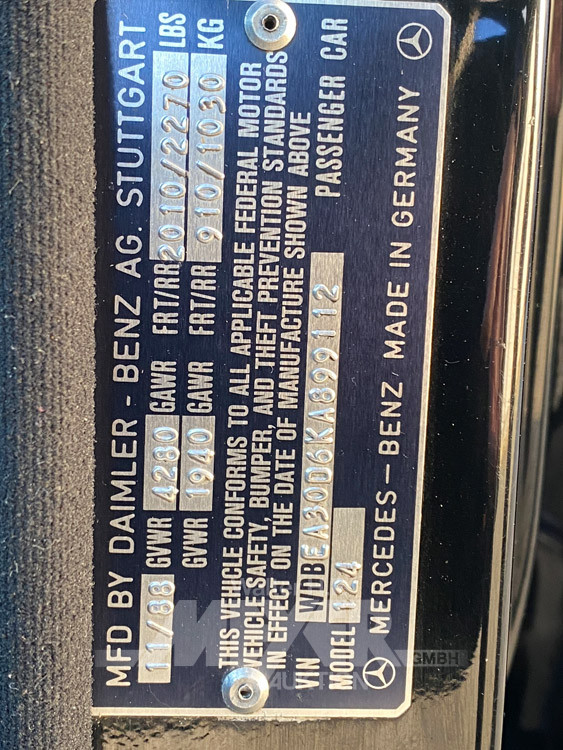 MFD BY DAIMLER - BENZ AG. STUTTGART
11/88 GVWR 4280 GAWR FRT/RR 2010/2270 LBS
GVWR 1940 GAWR FRT/RR 910/1030 KG
THIS VEHICLE CONFORMS TO ALL APPLICABLE FEDERAL MOTOR
VEHICLE SAFETY, BUMPER, AND THEFT PREVENTION STANDARDS
IN EFFECT ON THE DATE OF MANUFACTURE SHOWN ABOVE
VIN WDBEA30D6KA899112 PASSENGER CAR
MODEL 124
MERCEDES-BENZ MADE IN GERMANY
GMBH